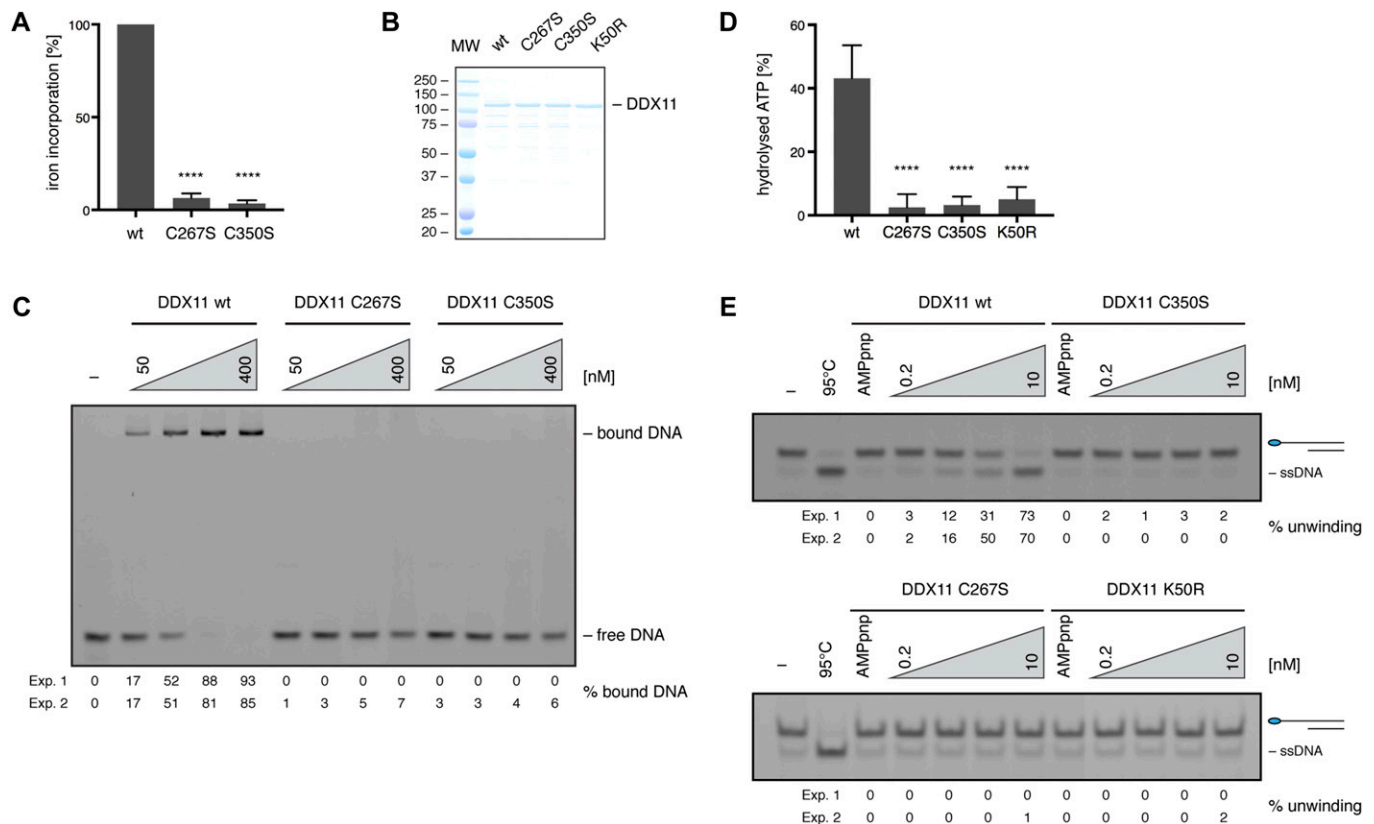 A
iron incorporation [%]
100
50
0
****
****
wt
C267S
C350S
B
MW
wt
C267S
C350S
K50R
250
150
100
75
50
37
25
20
DDX11
D
hydrolysed ATP [%]
60
40
20
0
****
****
****
wt
C267S
C350S
K50R
C
DDX11 wt
DDX11 C267S
DDX11 C350S
–
50
400
50
400
50
400
[nM]
– bound DNA
– free DNA
Exp. 1 0 17 52 88 93 0 0 0 0 0 0 0 0
Exp. 2 0 17 51 81 85 1 3 5 7 3 3 4 6
% bound DNA
E
DDX11 wt
DDX11 C350S
–
95°C
AMPpnp
0.2
10
AMPpnp
0.2
10
[nM]
– ssDNA
Exp. 1 0 3 12 31 73 0 2 1 3 2
Exp. 2 0 2 16 50 70 0 0 0 0 0
% unwinding
DDX11 C267S
DDX11 K50R
–
95°C
AMPpnp
0.2
10
AMPpnp
0.2
10
[nM]
– ssDNA
Exp. 1 0 0 0 0 0 0 0 0 0 0
Exp. 2 0 0 0 0 1 0 0 0 0 2
% unwinding